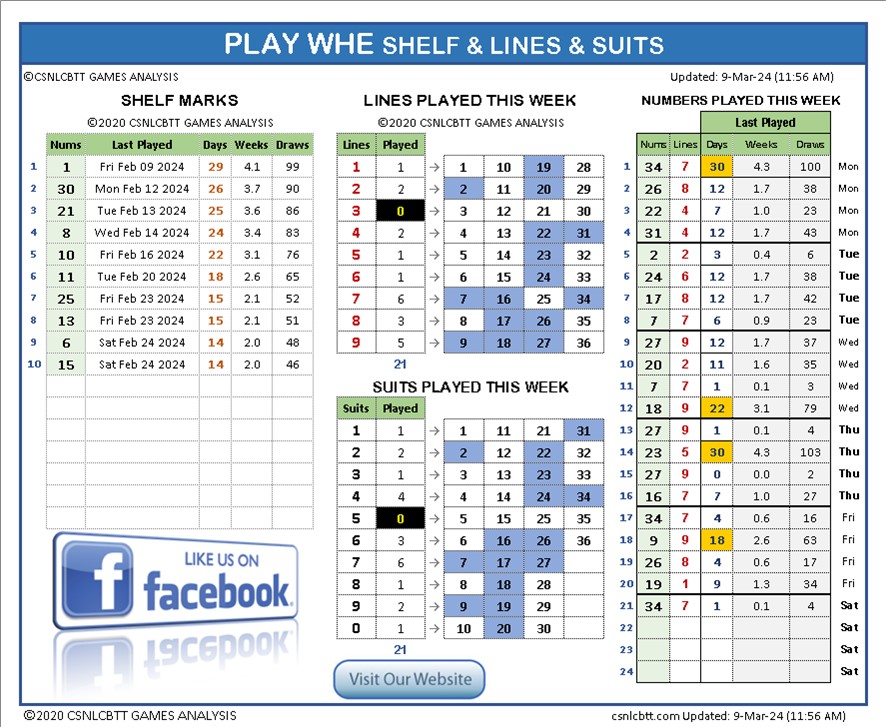 PLAY WHE SHELF & LINES & SUITS
©CSNLCBTT GAMES ANALYSIS
Updated: 9-Mar-24 (11:56 AM)
SHELF MARKS
©2020 CSNLCBTT GAMES ANALYSIS
Nums Last Played Days Weeks Draws
1 1 Fri Feb 09 2024 29 4.1 99
2 30 Mon Feb 12 2024 26 3.7 90
3 21 Tue Feb 13 2024 25 3.6 86
4 8 Wed Feb 14 2024 24 3.4 83
5 10 Fri Feb 16 2024 22 3.1 76
6 11 Tue Feb 20 2024 18 2.6 65
7 25 Fri Feb 23 2024 15 2.1 52
8 13 Fri Feb 23 2024 15 2.1 51
9 6 Sat Feb 24 2024 14 2.0 48
10 15 Sat Feb 24 2024 14 2.0 46
LIKE US ON
f facebook.
LINES PLAYED THIS WEEK
©2020 CSNLCBTT GAMES ANALYSIS
Lines Played
1 1 → 1 10 19 28
2 2 → 2 11 20 29
3 0 → 3 12 21 30
4 2 → 4 13 22 31
5 1 → 5 14 23 32
6 1 → 6 15 24 33
7 6 → 7 16 25 34
8 3 → 8 17 26 35
9 5 → 9 18 27 36
21
SUITS PLAYED THIS WEEK
Suits Played
1 1 → 1 11 21 31
2 2 → 2 12 22 32
3 1 → 3 13 23 33
4 4 → 4 14 24 34
5 0 → 5 15 25 35
6 3 → 6 16 26 36
7 6 → 7 17 27
8 1 → 8 18 28
9 2 → 9 19 29
0 1 → 10 20 30
21
Visit Our Website
NUMBERS PLAYED THIS WEEK
Last Played
Nums Lines Days Weeks Draws
1 34 7 30 4.3 100 Mon
2 26 8 12 1.7 38 Mon
3 22 4 7 1.0 23 Mon
4 31 4 12 1.7 43 Mon
5 2 2 3 0.4 6 Tue
6 24 6 12 1.7 38 Tue
7 17 8 12 1.7 42 Tue
8 7 7 6 0.9 23 Tue
9 27 9 12 1.7 37 Wed
10 20 2 11 1.6 35 Wed
11 7 7 1 0.1 3 Wed
12 18 9 22 3.1 79 Wed
13 27 9 1 0.1 4 Thu
14 23 5 30 4.3 103 Thu
15 27 9 0 0.0 2 Thu
16 16 7 7 1.0 27 Thu
17 34 7 4 0.6 16 Fri
18 9 9 18 2.6 63 Fri
19 26 8 4 0.6 17 Fri
20 19 1 9 1.3 34 Fri
21 34 7 1 0.1 4 Sat
22 Sat
23 Sat
24 Sat
©2020 CSNLCBTT GAMES ANALYSIS
csnlcbtt.com Updated: 9-Mar-24 (11:56 AM)